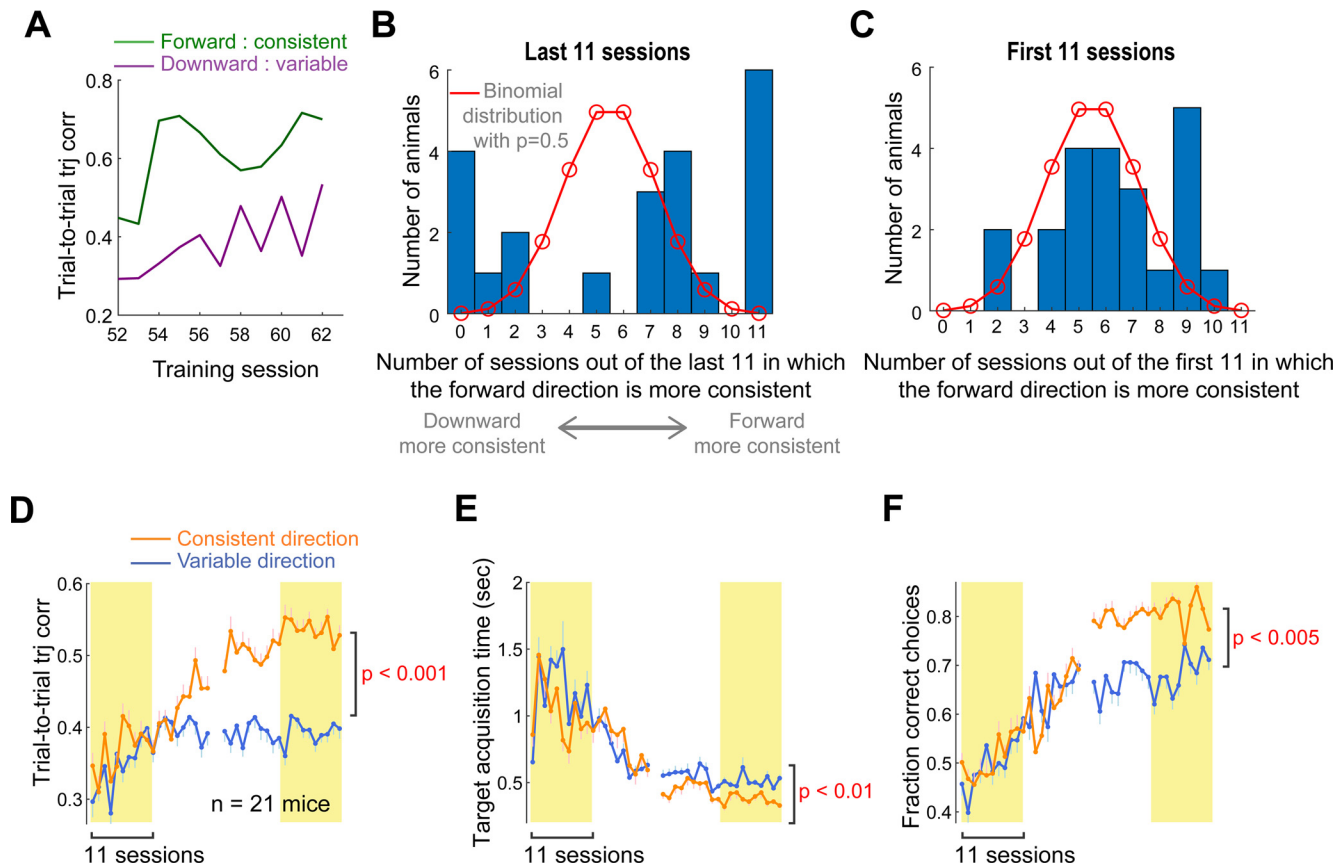 A
Forward : consistent
Downward : variable
Trial-to-trial trj corr
0.8
0.6
0.4
0.2
52 54 56 58 60 62
Training session
B
Last 11 sessions
Binomial
distribution
with p=0.5
Number of animals
6
4
2
0
0 1 2 3 4 5 6 7 8 9 10 11
Number of sessions out of the last 11 in which
the forward direction is more consistent
Downward
more consistent
Forward
more consistent
C
First 11 sessions
Number of animals
6
4
2
0
0 1 2 3 4 5 6 7 8 9 10 11
Number of sessions out of the first 11 in which
the forward direction is more consistent
D
Consistent direction
Variable direction
Trial-to-trial trj corr
0.6
0.5
0.4
0.3
p < 0.001
n = 21 mice
11 sessions
E
Target acquisition time (sec)
2
1.5
1
0.5
p < 0.01
11 sessions
F
Fraction correct choices
0.8
0.7
0.6
0.5
0.4
p < 0.005
11 sessions